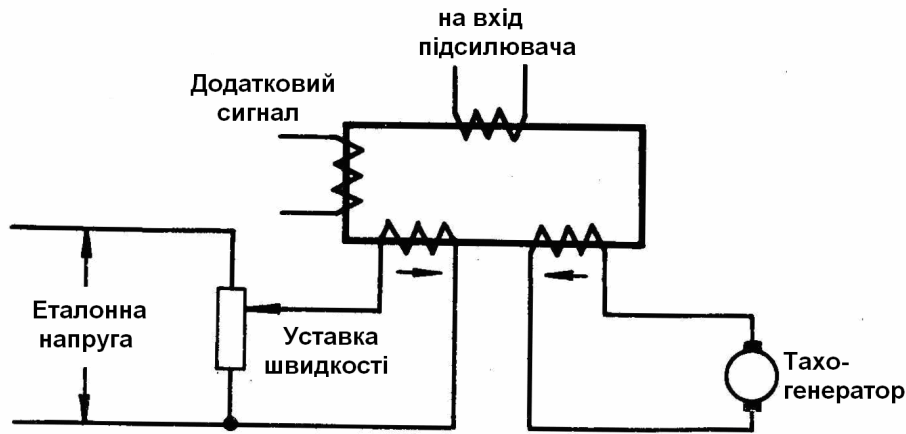 на вхід
підсилювача
Додатковий
сигнал
Еталонна
напруга
Уставка
швидкості
Тахо-
генератор